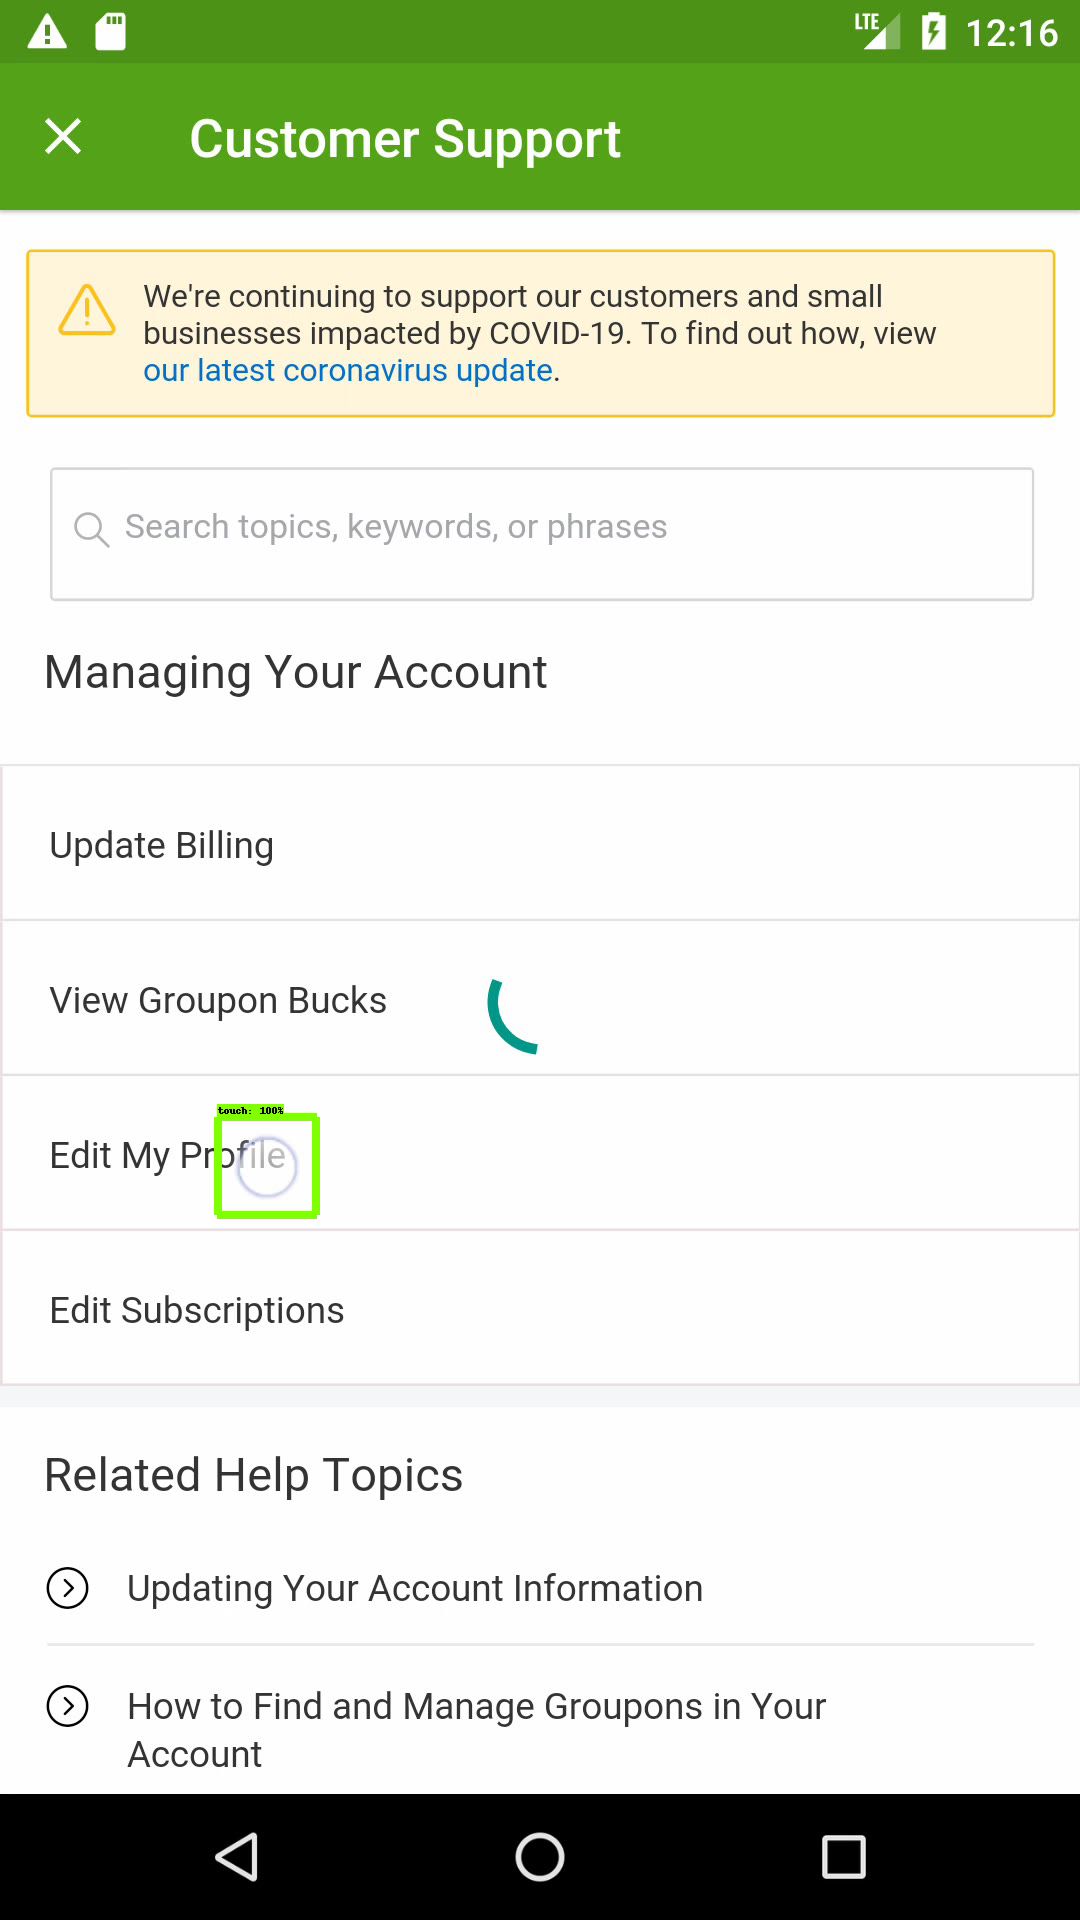 LTE 12:16
Customer Support
We're continuing to support our customers and small
businesses impacted by COVID-19. To find out how, view
our latest coronavirus update.
Search topics, keywords, or phrases
Managing Your Account
Update Billing
View Groupon Bucks
touch: 100%
Edit My Profile
Edit Subscriptions
Related Help Topics
Updating Your Account Information
How to Find and Manage Groupons in Your
Account